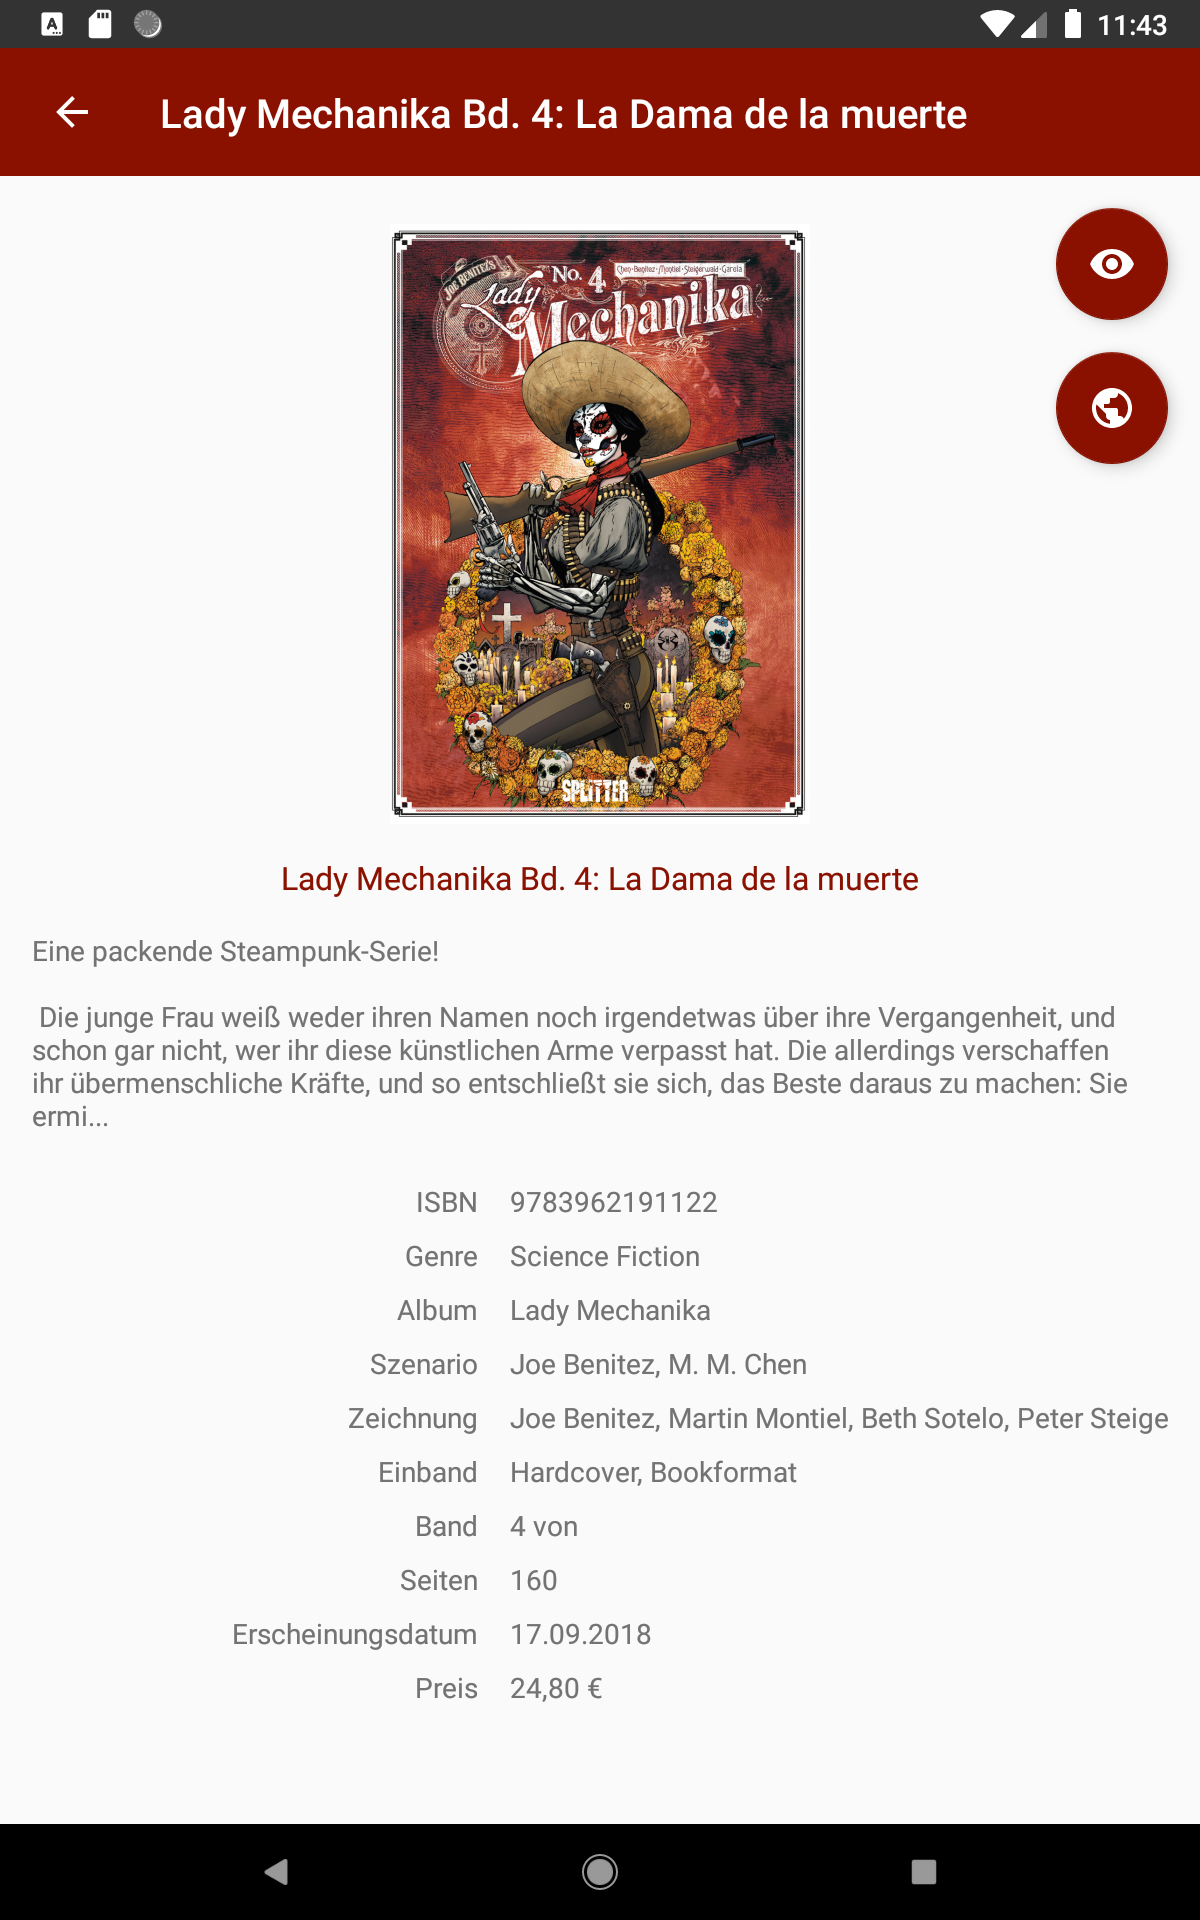 11:43
Lady Mechanika Bd. 4: La Dama de la muerte
JOE BENITEZ'S
No. 4
Chen·Benitez·Montiel·Steigerwald·Garcia
Lady
Mechanika
SPLITTER
Lady Mechanika Bd. 4: La Dama de la muerte
Eine packende Steampunk-Serie!
Die junge Frau weiß weder ihren Namen noch irgendetwas über ihre Vergangenheit, und
schon gar nicht, wer ihr diese künstlichen Arme verpasst hat. Die allerdings verschaffen
ihr übermenschliche Kräfte, und so entschließt sie sich, das Beste daraus zu machen: Sie
ermi...
ISBN 9783962191122
Genre Science Fiction
Album Lady Mechanika
Szenario Joe Benitez, M. M. Chen
Zeichnung Joe Benitez, Martin Montiel, Beth Sotelo, Peter Steige
Einband Hardcover, Bookformat
Band 4 von
Seiten 160
Erscheinungsdatum 17.09.2018
Preis 24,80 €